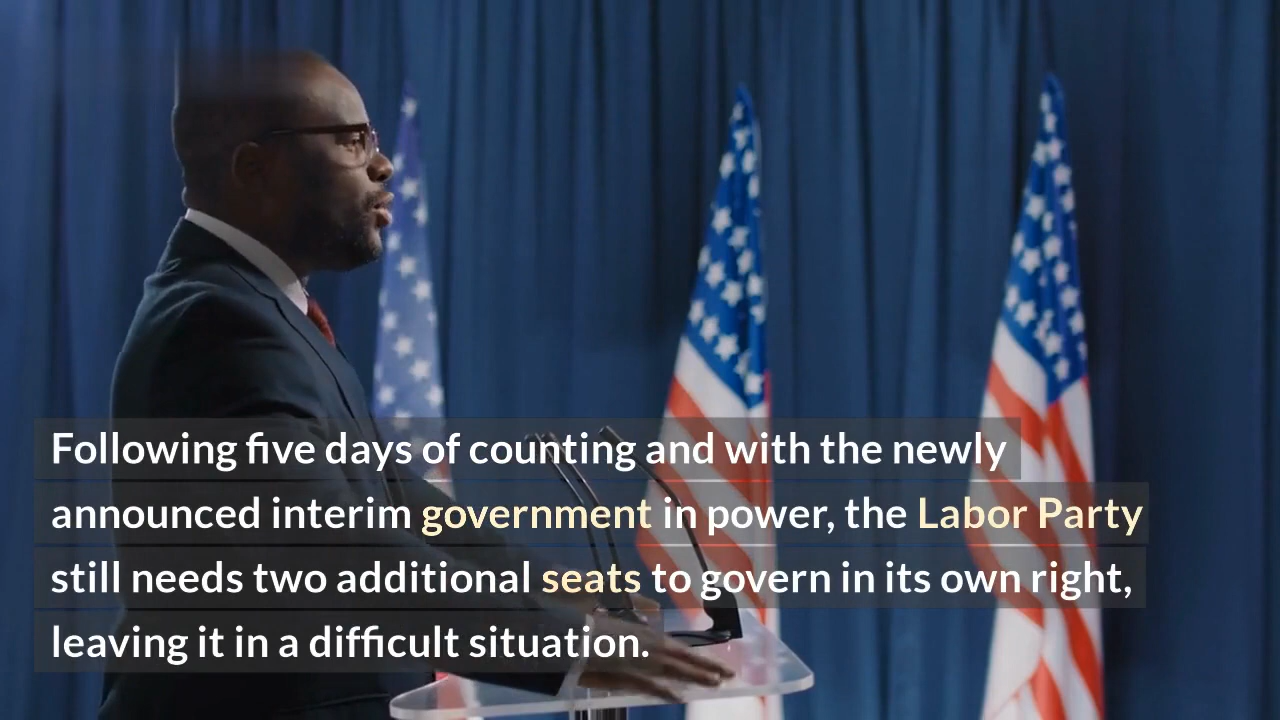 Following five days of counting and with the newly
announced interim government in power, the Labor Party
still needs two additional seats to govern in its own right,
leaving it in a difficult situation.